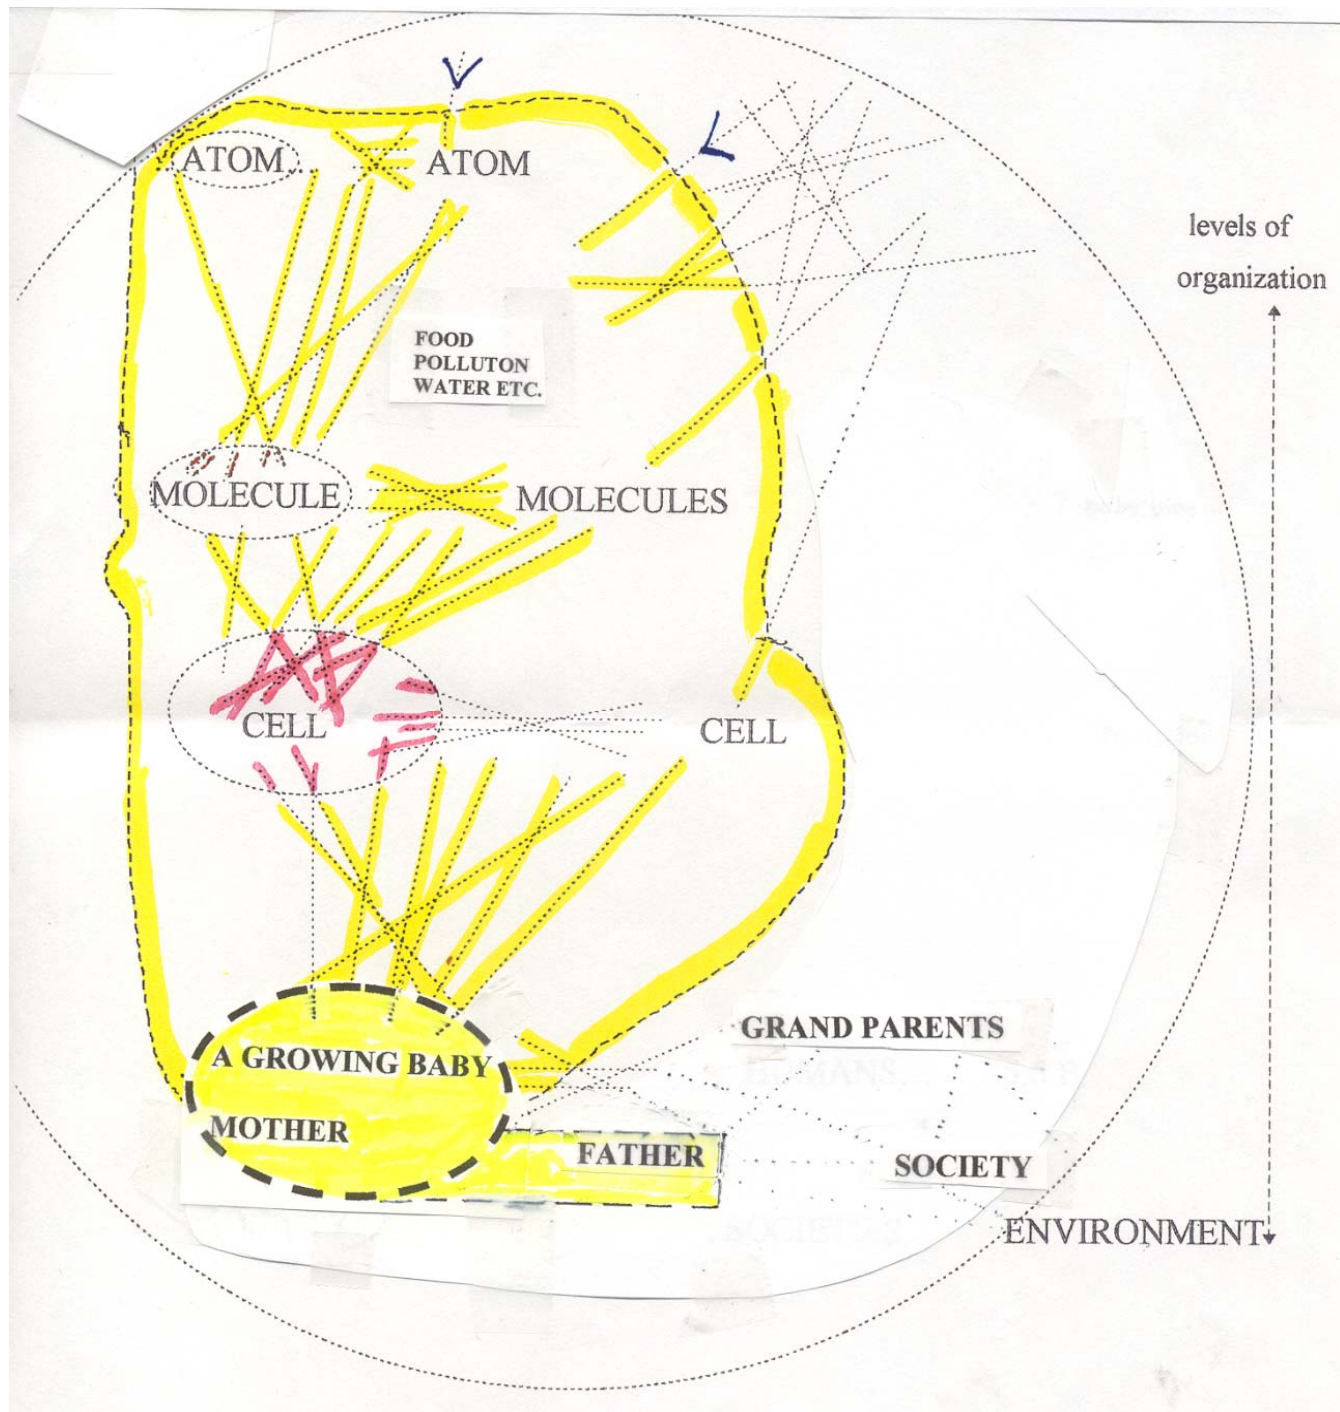 ATOM
ATOM
levels of
organization
FOOD
POLLUTON
WATER ETC.
MOLECULE
MOLECULES
CELL
CELL
GRAND PARENTS
A GROWING BABY
HUMANS
MOTHER
FATHER
SOCIETY
ENVIRONMENT